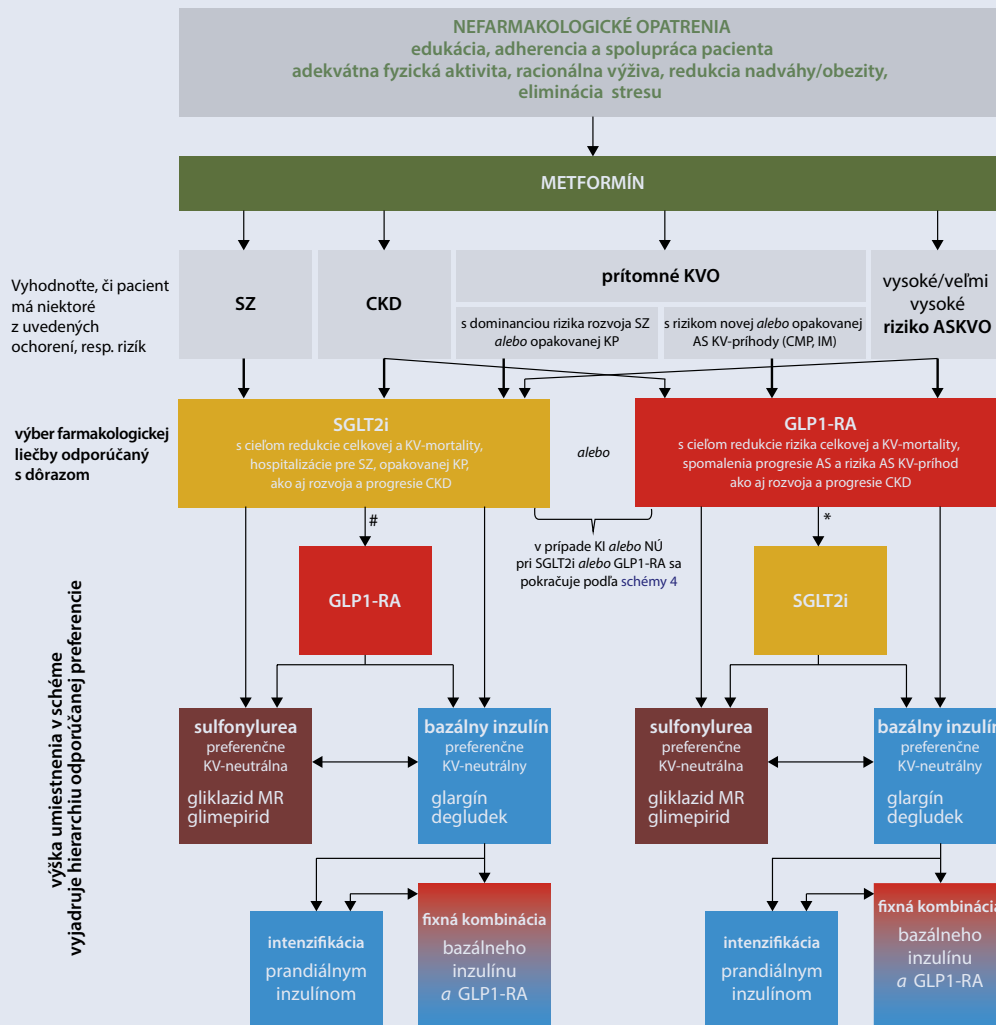 NEFARMAKOLOGICKÉ OPATRENIA
edukácia, adherencia a spolupráca pacienta
adekvátna fyzická aktivita, racionálna výživa, redukcia nadváhy/obezity,
eliminácia stresu
METFORMÍN
Vyhodnoťte, či pacient
má niektoré
z uvedených
ochorení, resp. rizík
SZ
CKD
prítomné KVO
s dominanciou rizika rozvoja SZ
alebo opakovanej KP
s rizikom novej alebo opakovanej
AS KV-príhody (CMP, IM)
vysoké/veľmi
vysoké
riziko ASKVO
výber farmakologickej
liečby odporúčaný
s dôrazom
SGLT2i
s cieľom redukcie celkovej a KV-mortality,
hospitalizácie pre SZ, opakovanej KP,
ako aj rozvoja a progresie CKD
alebo
GLP1-RA
s cieľom redukcie rizika celkovej a KV-mortality,
spomalenia progresie AS a rizika AS KV-príhod
ako aj rozvoja a progresie CKD
#
*
v prípade KI alebo NÚ
pri SGLT2i alebo GLP1-RA sa
pokračuje podľa schémy 4
GLP1-RA
SGLT2i
výška umiestnenia v schéme
vyjadruje hierarchiu odporúčanej preferencie
sulfonylurea
preferenčne
KV-neutrálna
gliklazid MR
glimepirid
bazálny inzulín
preferenčne
KV-neutrálny
glargín
degludek
sulfonylurea
preferenčne
KV-neutrálna
gliklazid MR
glimepirid
bazálny inzulín
preferenčne
KV-neutrálny
glargín
degludek
intenzifikácia
prandiálnym
inzulínom
fixná kombinácia
bazálneho
inzulínu
a GLP1-RA
intenzifikácia
prandiálnym
inzulínom
fixná kombinácia
bazálneho
inzulínu
a GLP1-RA